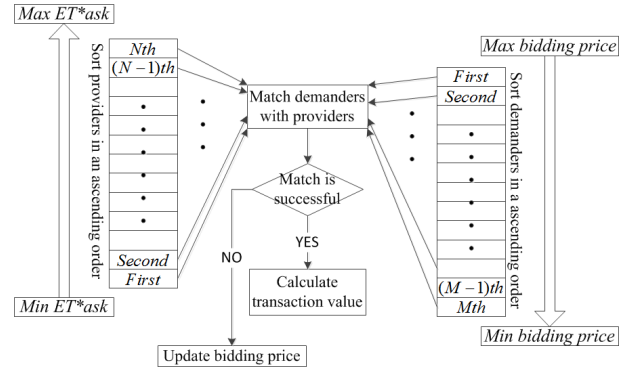 Max ET*ask
Sort providers in an ascending order
Nth
(N −1)th
Second
First
Min ET*ask
Match demanders
with providers
Match is
successful
NO
YES
Calculate
transaction value
Update bidding price
Max bidding price
First
Second
(M −1)th
Mth
Sort demanders in a ascending order
Min bidding price